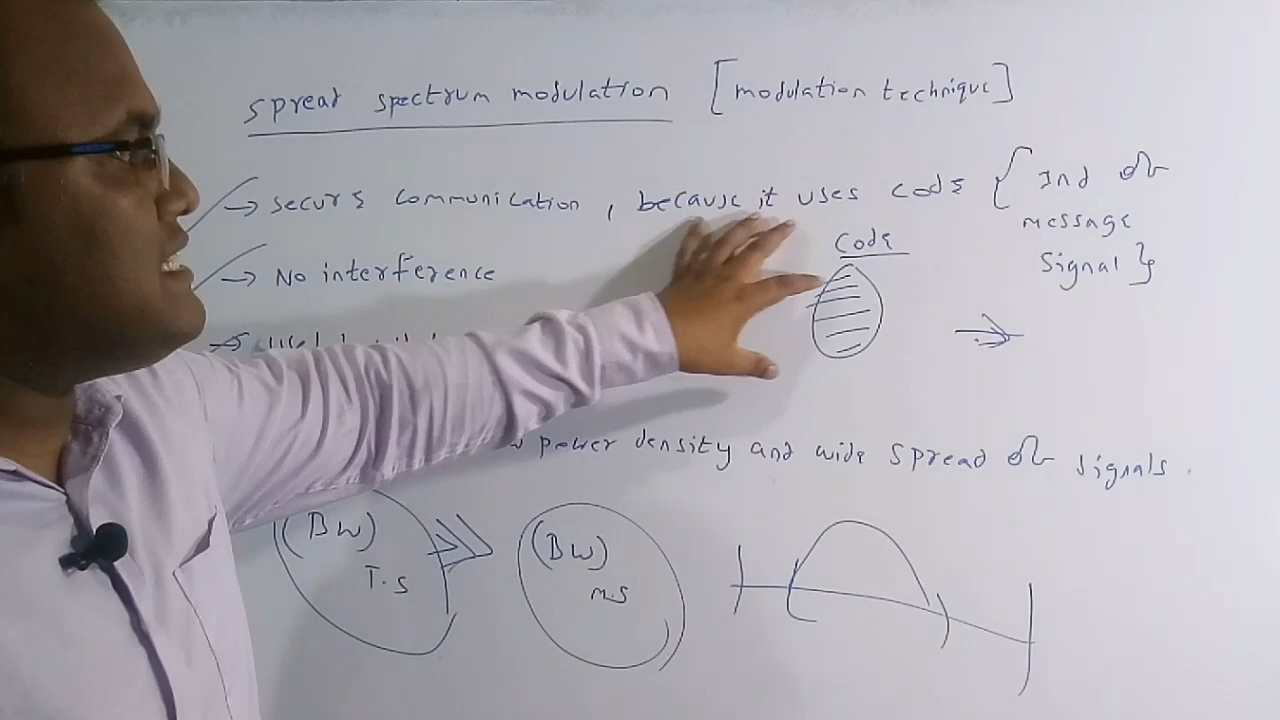 spread spectrum modulation [modulation technique]
→ secure communication, because it uses code { Ind of
message
signal }
code
→ No interference
power density and wide spread of signals.
(BW) >> (BW)
T.S m.s